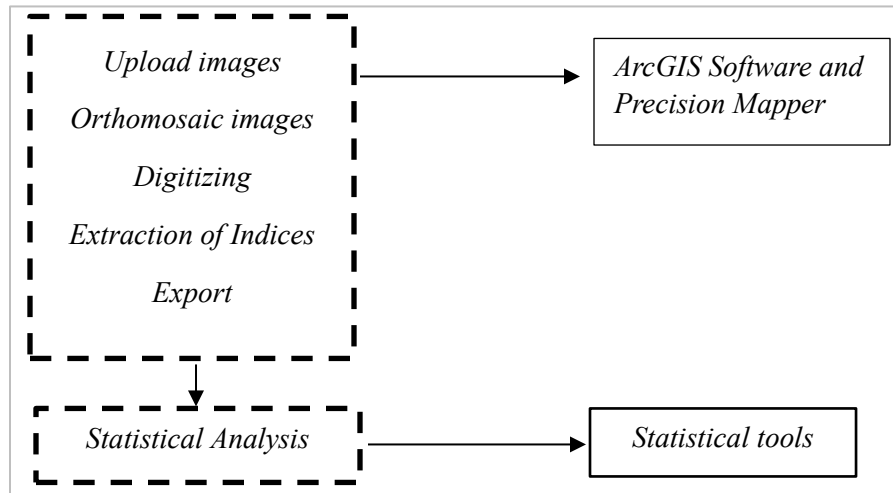 Upload images
Orthomosaic images
Digitizing
Extraction of Indices
Export
ArcGIS Software and
Precision Mapper
Statistical Analysis
Statistical tools